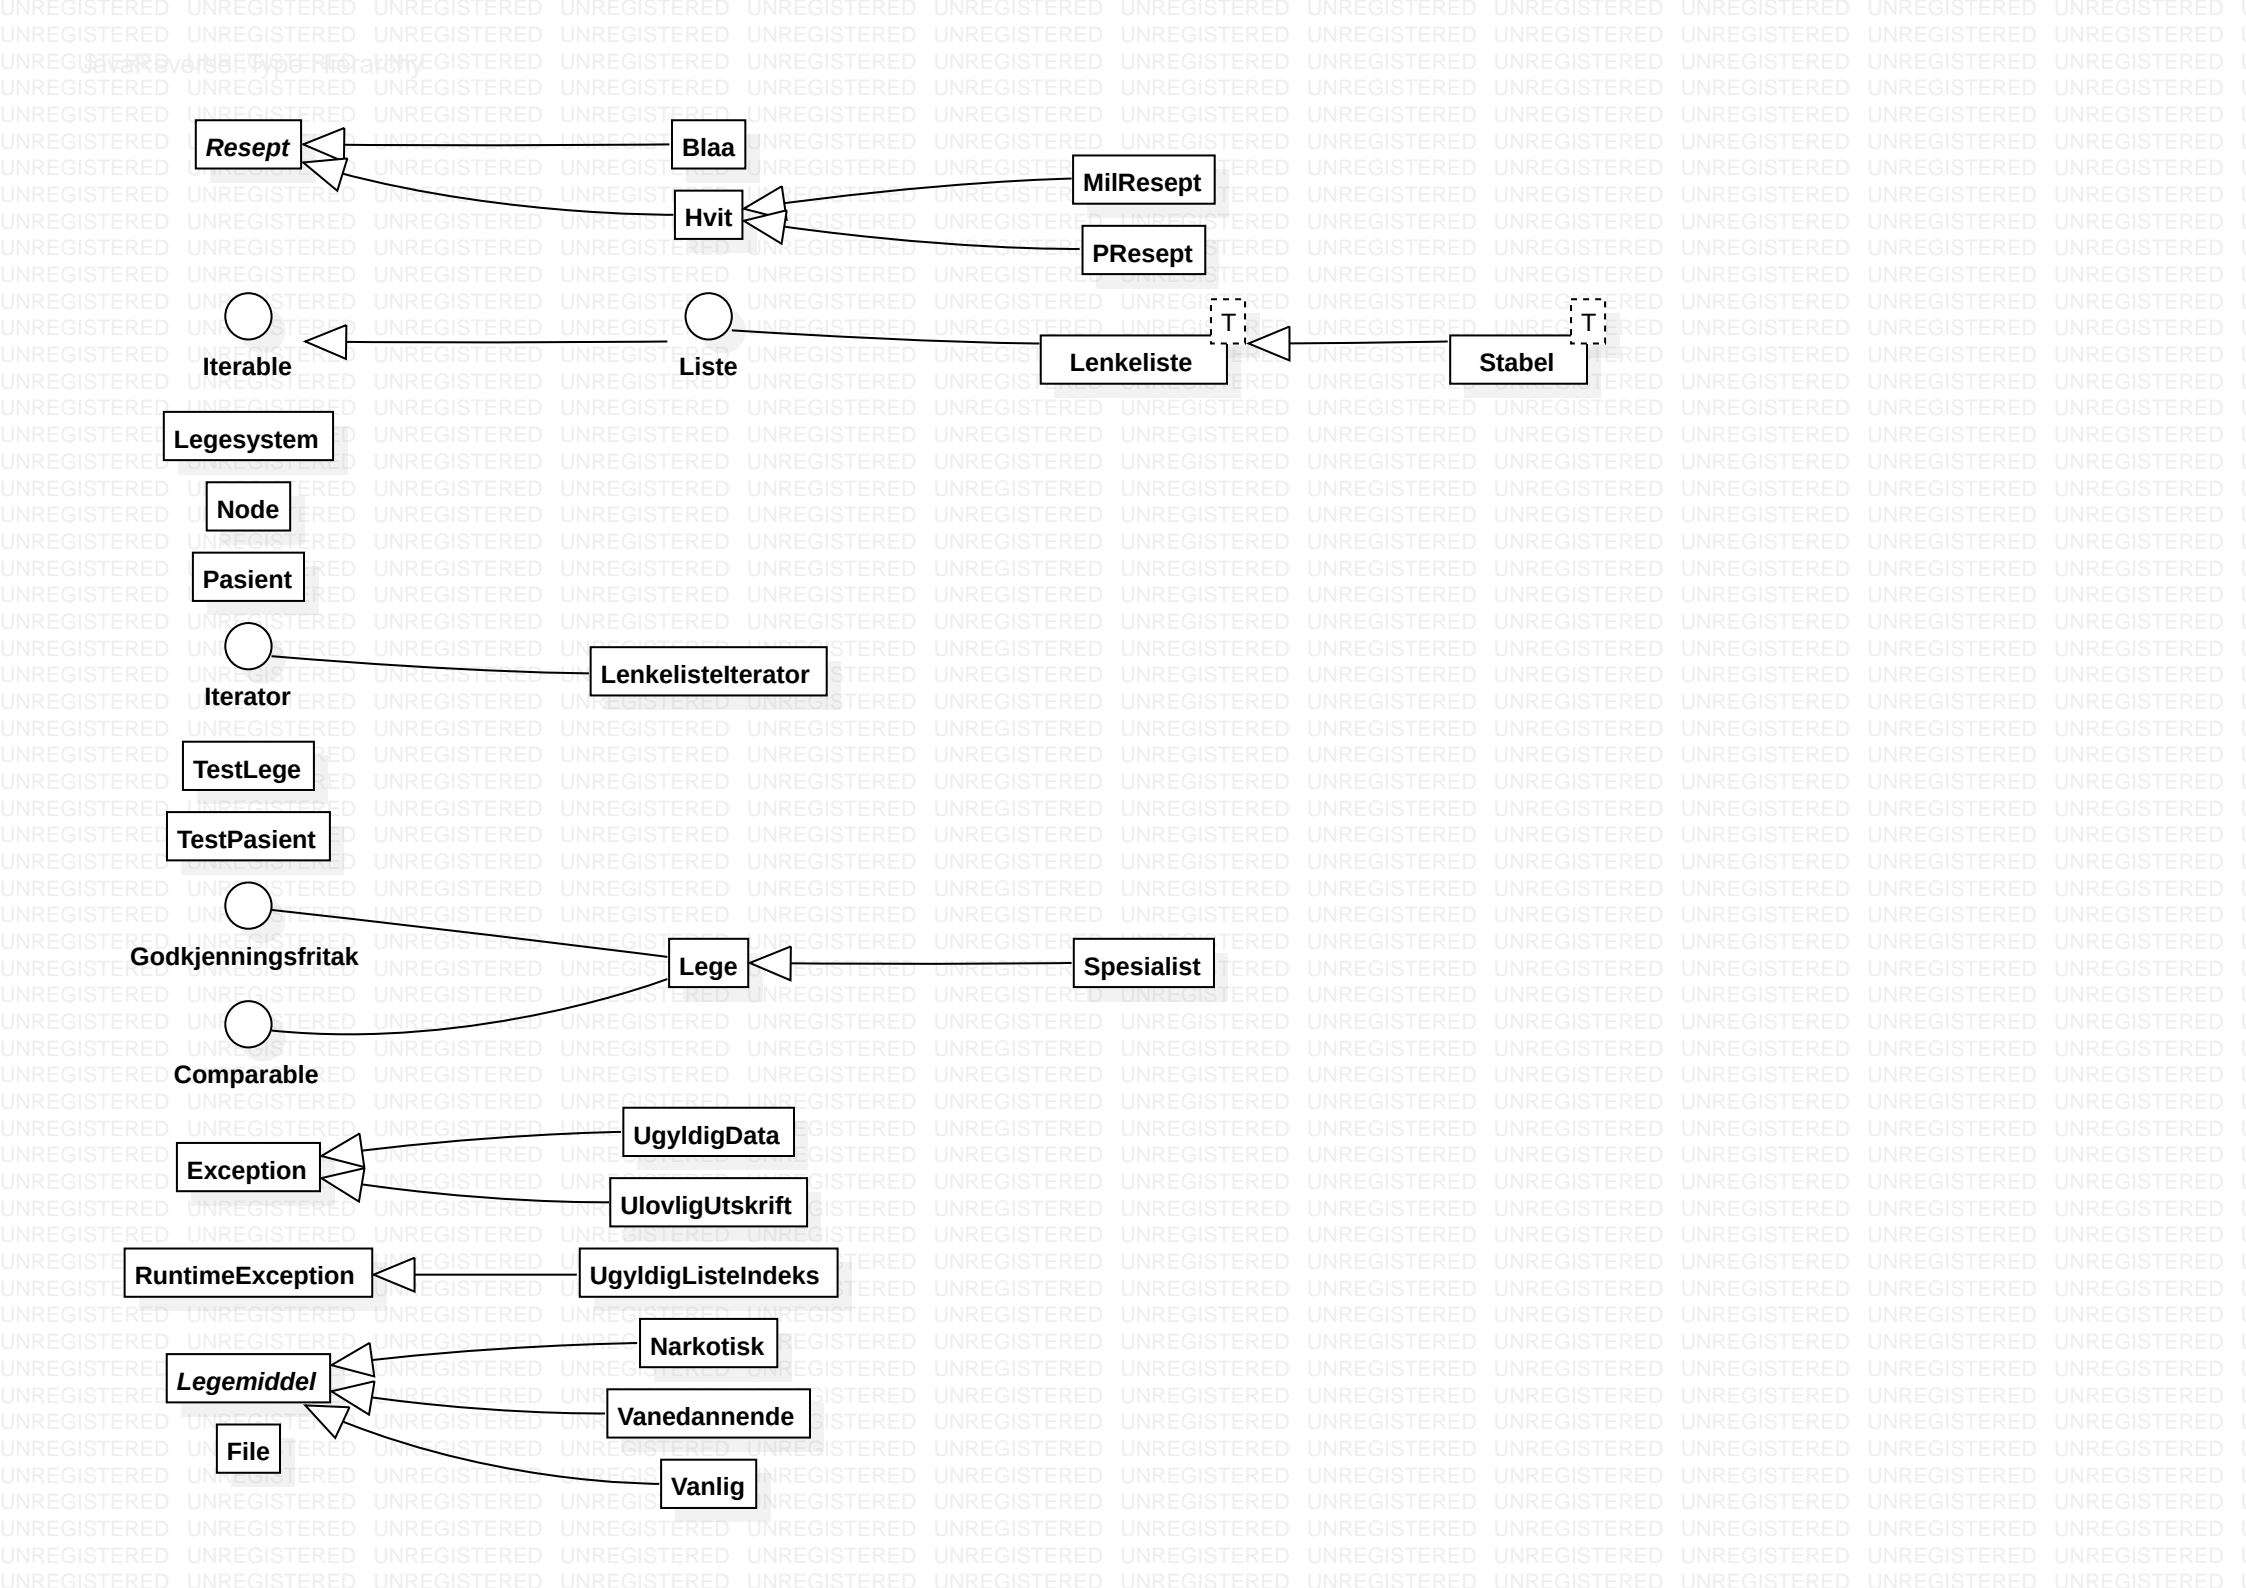 JavaReverse::Type Hierarchy
Resept
Blaa
MilResept
Hvit
PResept
Iterable
Liste
T
Lenkeliste
T
Stabel
Legesystem
Node
Pasient
Iterator
LenkelisteIterator
TestLege
TestPasient
Godkjenningsfritak
Lege
Spesialist
Comparable
UgyldigData
Exception
UlovligUtskrift
RuntimeException
UgyldigListeIndeks
Narkotisk
Legemiddel
Vanedannende
File
Vanlig
UNREGISTERED